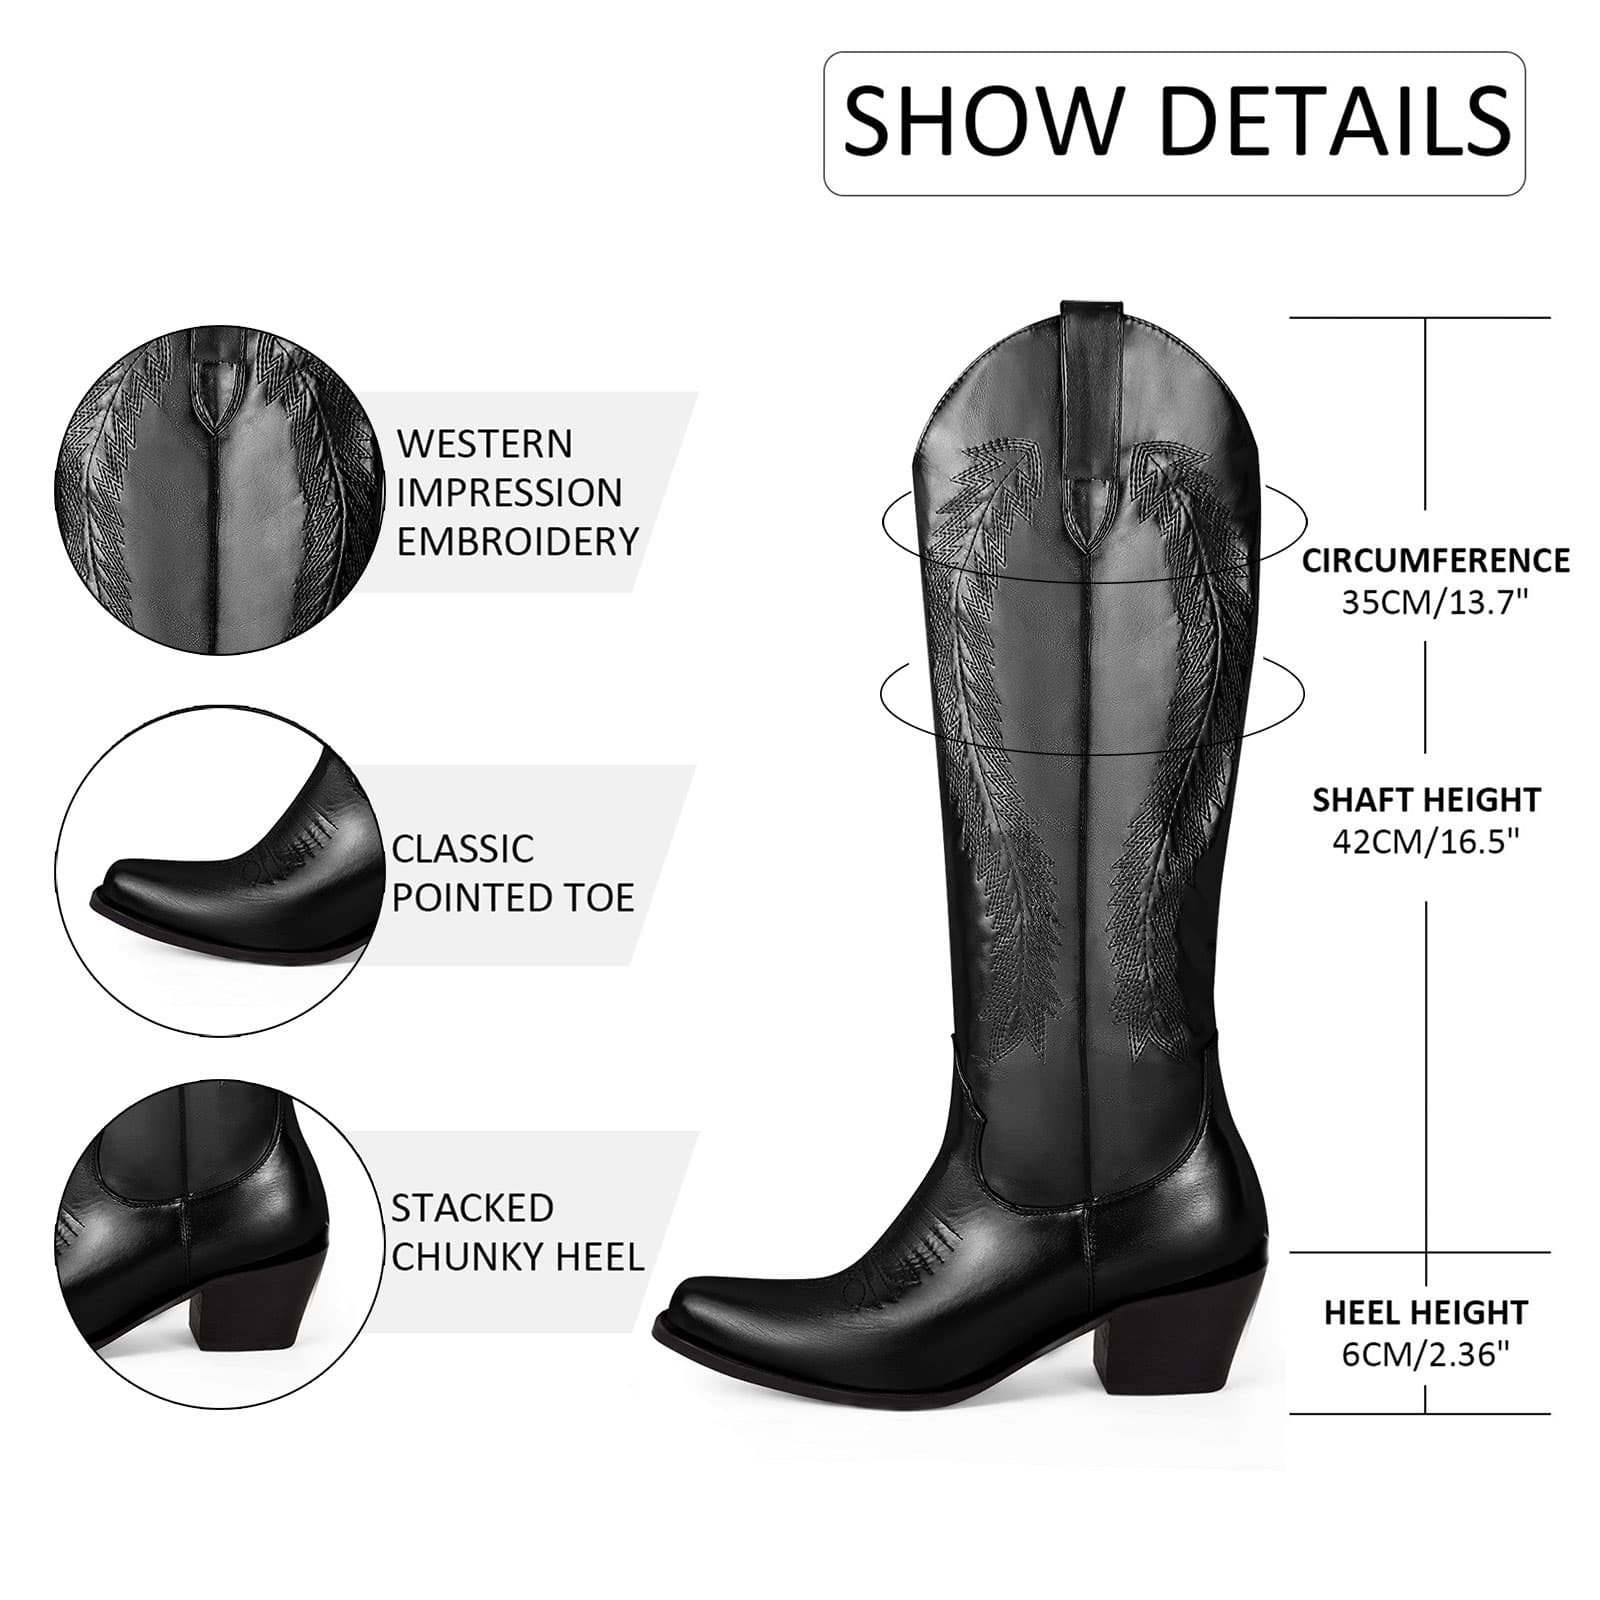 SHOW DETAILS
WESTERN
IMPRESSION
EMBROIDERY
CLASSIC
POINTED TOE
STACKED
CHUNKY HEEL
CIRCUMFERENCE
35CM/13.7"
SHAFT HEIGHT
42CM/16.5"
HEEL HEIGHT
6CM/2.36"